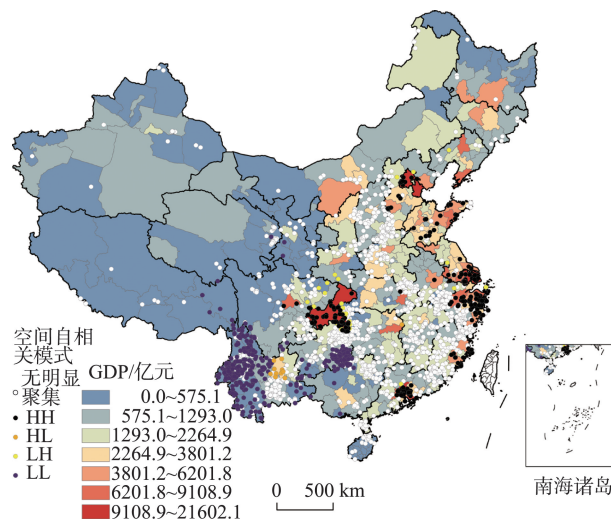 空间自相
关模式
无明显
聚集
HH
HL
LH
LL
GDP/亿元
0.0~575.1
575.1~1293.0
1293.0~2264.9
2264.9~3801.2
3801.2~6201.8
6201.8~9108.9
9108.9~21602.1
0 500 km
南海诸岛